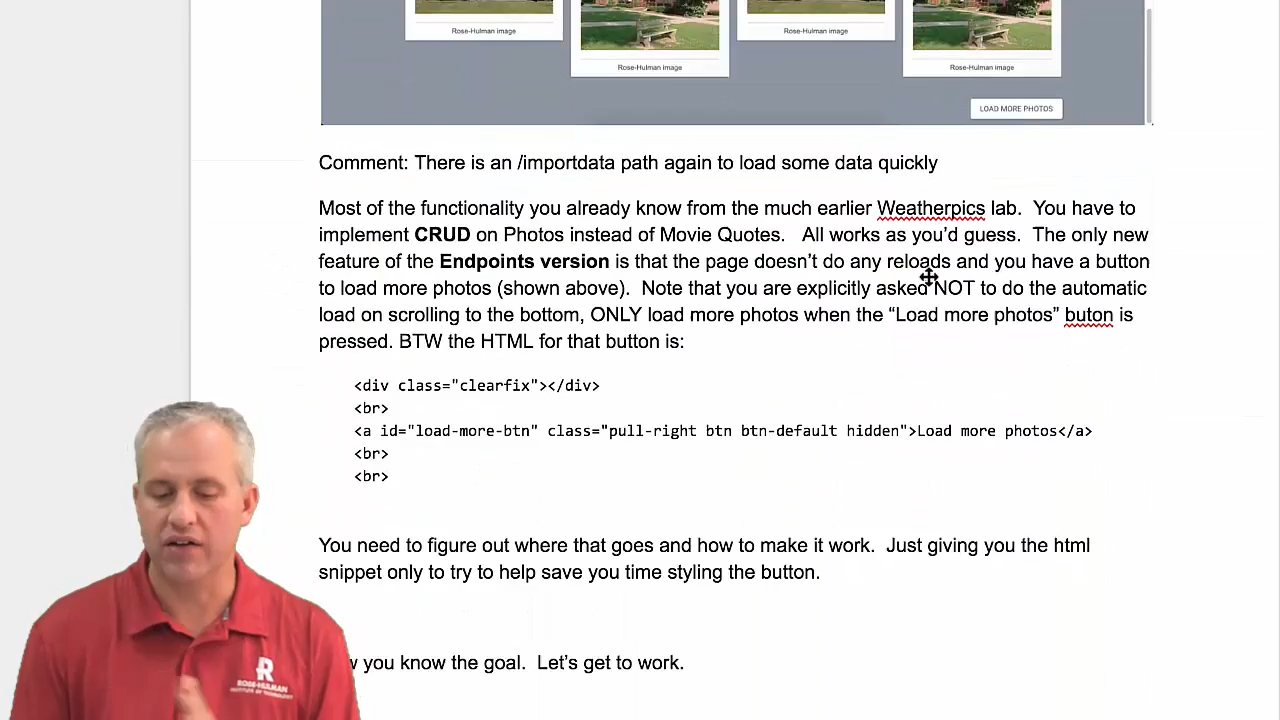 Rose-Hulman image
Rose-Hulman image
Rose-Hulman image
Rose-Hulman image
LOAD MORE PHOTOS
Comment: There is an /importdata path again to load some data quickly
Most of the functionality you already know from the much earlier Weatherpics lab.  You have to
implement CRUD on Photos instead of Movie Quotes.   All works as you’d guess.  The only new
feature of the Endpoints version is that the page doesn’t do any reloads and you have a button
to load more photos (shown above).  Note that you are explicitly asked NOT to do the automatic
load on scrolling to the bottom, ONLY load more photos when the “Load more photos” buton is
pressed. BTW the HTML for that button is:
<div class="clearfix"></div>
<br>
<a id="load-more-btn" class="pull-right btn btn-default hidden">Load more photos</a>
<br>
<br>
You need to figure out where that goes and how to make it work.  Just giving you the html
snippet only to try to help save you time styling the button.
you know the goal.  Let’s get to work.
R
ROSE-HULMAN
INSTITUTE OF TECHNOLOGY